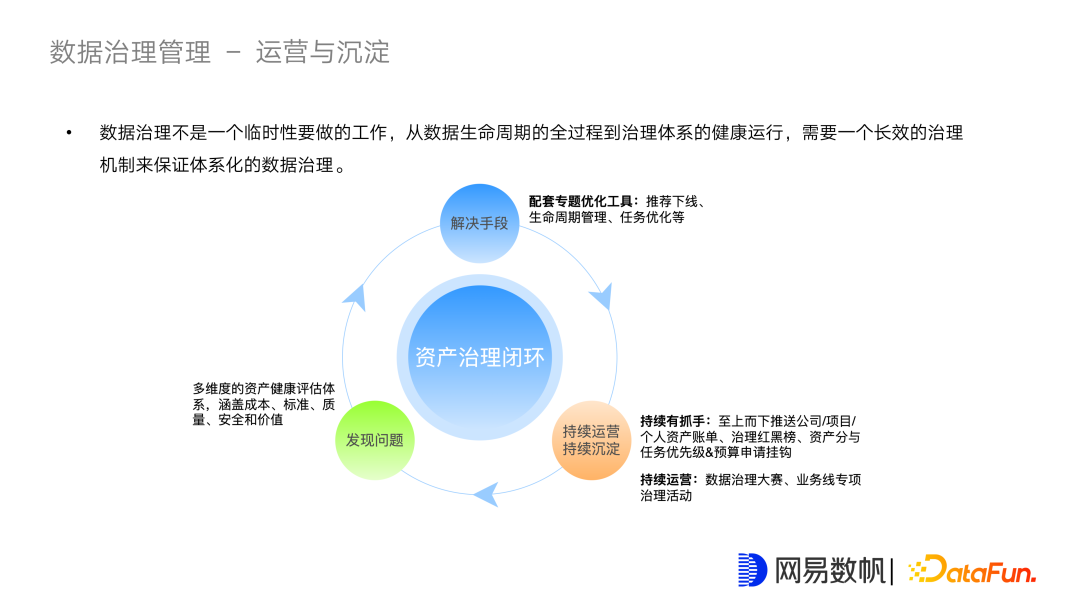 数据治理管理 － 运营与沉淀
• 数据治理不是一个临时性要做的工作，从数据生命周期的全过程到治理体系的健康运行，需要一个长效的治理
机制来保证体系化的数据治理。
解决手段
配套专题优化工具：推荐下线、
生命周期管理、任务优化等
资产治理闭环
多维度的资产健康评估体
系，涵盖成本、标准、质
量、安全和价值
发现问题
持续运营
持续沉淀
持续有抓手：至上而下推送公司/项目/
个人资产账单、治理红黑榜、资产分与
任务优先级&预算申请挂钩
持续运营：数据治理大赛、业务线专项
治理活动
网易数帆|
DataFun.